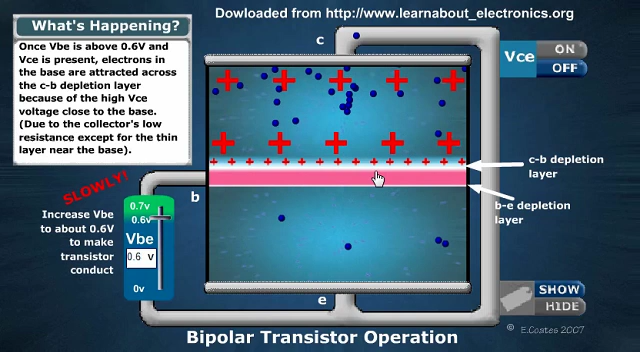 Dowloaded from http://www.learnabout_electronics.org
What's Happening?
Once Vbe is above 0.6V and
Vce is present, electrons in
the base are attracted across
the c-b depletion layer
because of the high Vce
voltage close to the base.
(Due to the collector's low
resistance except for the thin
layer near the base).
c
Vce
ON
OFF
c-b depletion
layer
b-e depletion
layer
SLOWLY!
b
Increase Vbe
to about 0.6V
to make
transistor
conduct
0.7v
0.6v
Vbe
0.6 V
0v
e
SHOW
HIDE
Bipolar Transistor Operation
© E.Coates 2007